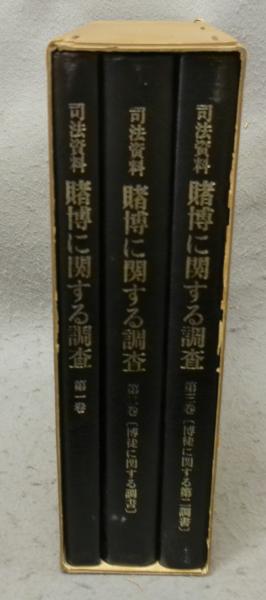 司法資料 賭博に関する調査 第一卷
司法資料 賭博に関する調査 第二卷〔博徒に関する調書〕
司法資料 賭博に関する調査 第三卷〔博徒に関する第二調書〕